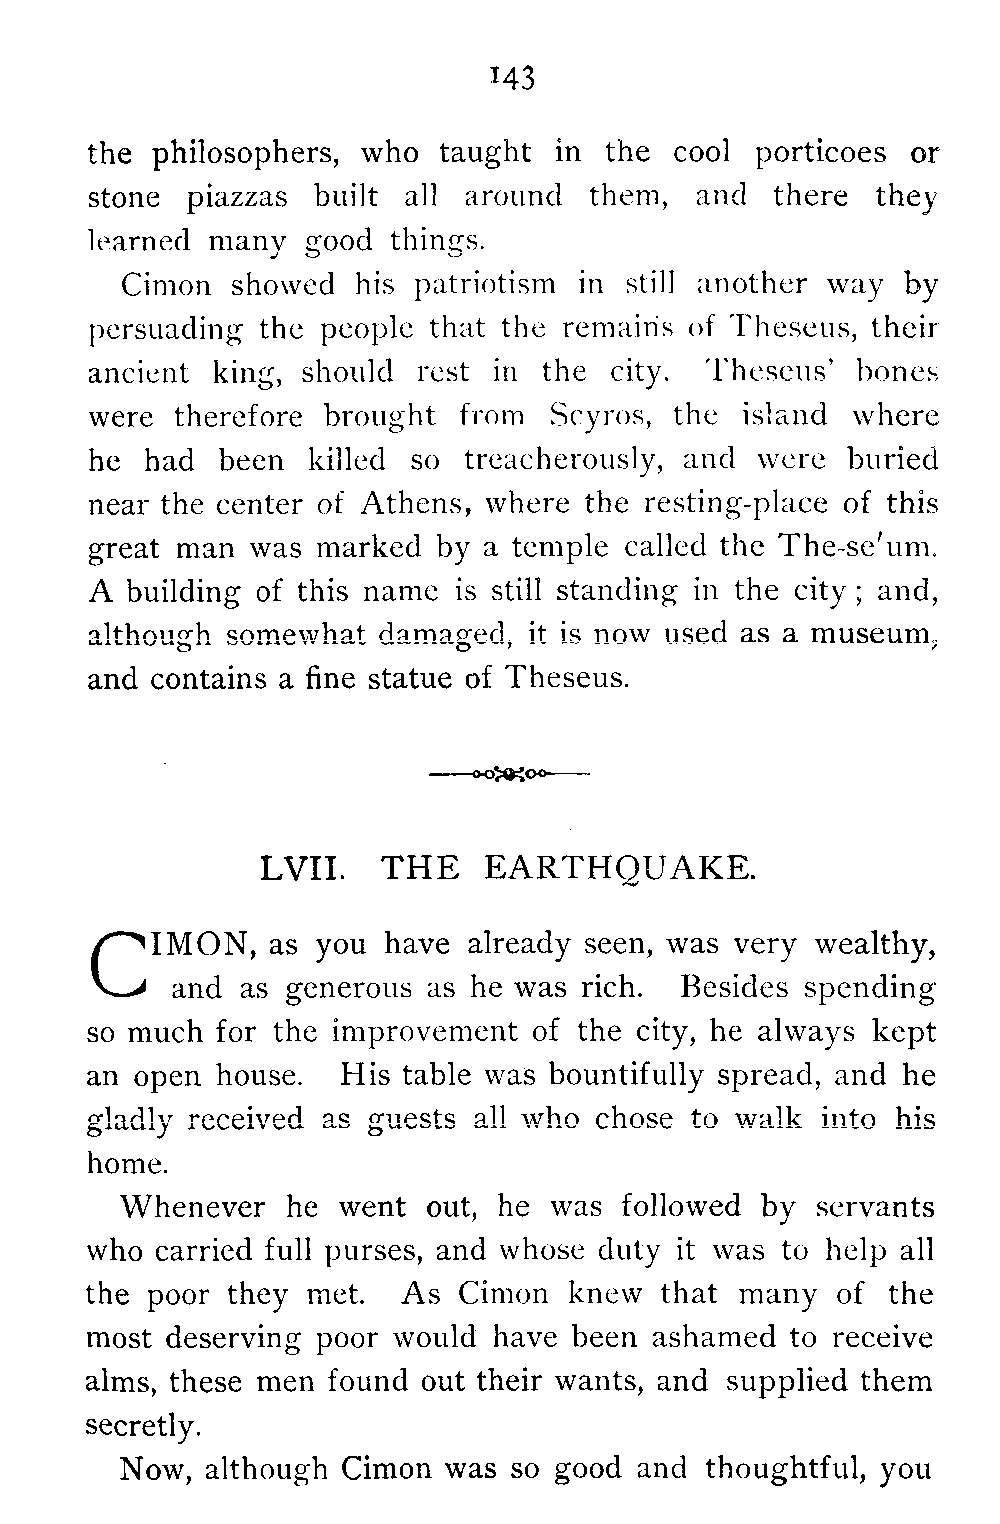 143
the philosophers, who taught in the cool porticoes or
stone piazzas built all around them, and there they
learned many good things.
Cimon showed his patriotism in still another way by
persuading the people that the remains of Theseus, their
ancient king, should rest in the city. Theseus' bones
were therefore brought from Scyros, the island where
he had been killed so treacherously, and were buried
near the center of Athens, where the resting-place of this
great man was marked by a temple called the The-se'um.
A building of this name is still standing in the city; and,
although somewhat damaged, it is now used as a museum,
and contains a fine statue of Theseus.
LVII. THE EARTHQUAKE.
CIMON, as you have already seen, was very wealthy,
and as generous as he was rich. Besides spending
so much for the improvement of the city, he always kept
an open house. His table was bountifully spread, and he
gladly received as guests all who chose to walk into his
home.
Whenever he went out, he was followed by servants
who carried full purses, and whose duty it was to help all
the poor they met. As Cimon knew that many of the
most deserving poor would have been ashamed to receive
alms, these men found out their wants, and supplied them
secretly.
Now, although Cimon was so good and thoughtful, you